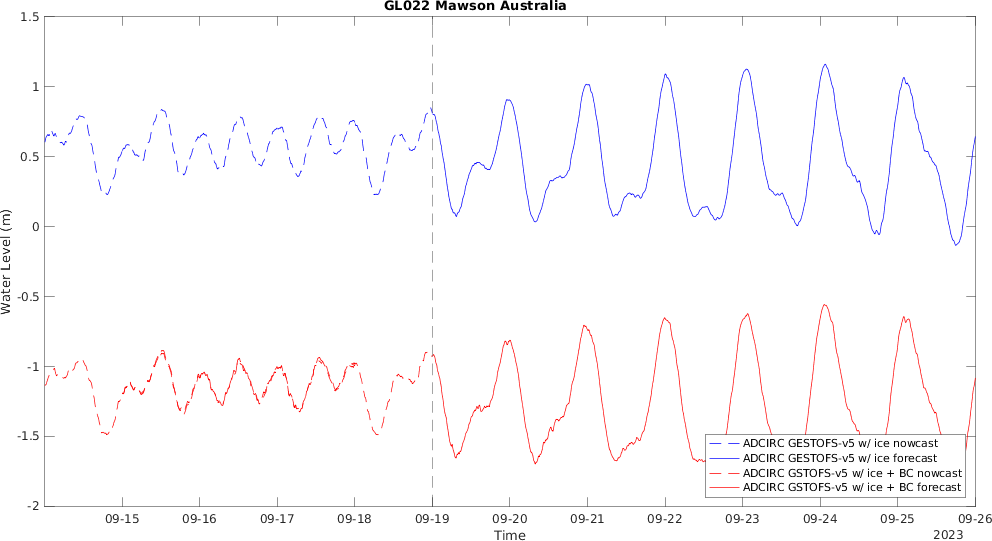 GL022 Mawson Australia
1.5
1
0.5
0
-0.5
-1
-1.5
-2
Water Level (m)
ADCIRC GESTOFS-v5 w/ ice nowcast
ADCIRC GESTOFS-v5 w/ ice forecast
ADCIRC GSTOFS-v5 w/ ice + BC nowcast
ADCIRC GSTOFS-v5 w/ ice + BC forecast
09-15 09-16 09-17 09-18 09-19 09-20 09-21 09-22 09-23 09-24 09-25 09-26
Time
2023